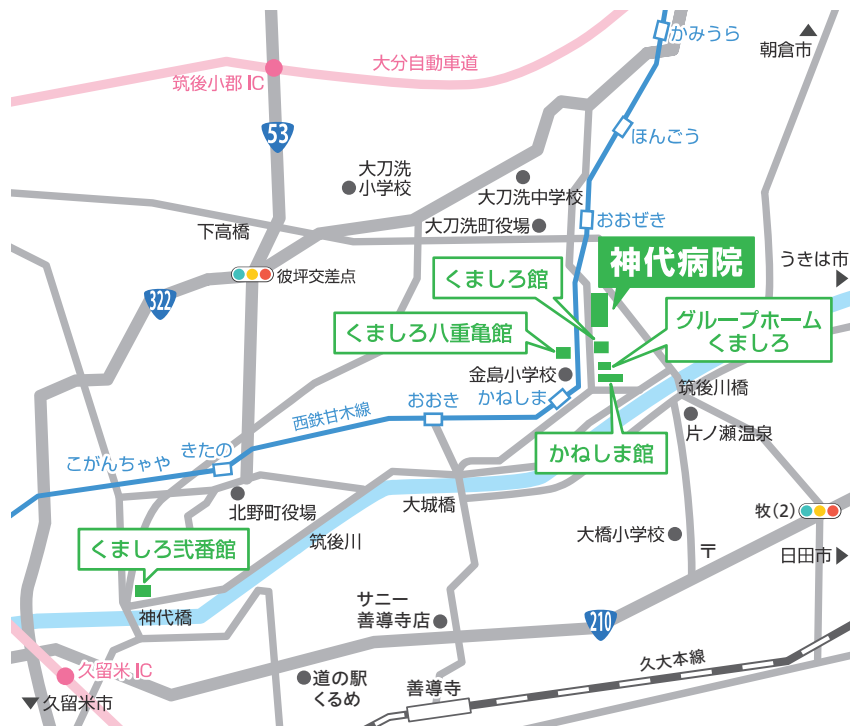 かみうら
朝倉市
大分自動車道
筑後小郡IC
53
ほんごう
大刀洗
小学校
大刀洗中学校
大刀洗町役場
おおぜき
下高橋
神代病院
うきは市
彼坪交差点
くましろ館
322
グループホーム
くましろ
くましろ八重亀館
金島小学校
筑後川橋
かねしま
おおき
西鉄甘木線
片ノ瀬温泉
かねしま館
きたの
こがんちゃや
大城橋
北野町役場
牧(2)
筑後川
大橋小学校
〒
日田市
くましろ弐番館
サニー
善導寺店
神代橋
210
久大本線
久留米IC
道の駅
くるめ
善導寺
久留米市